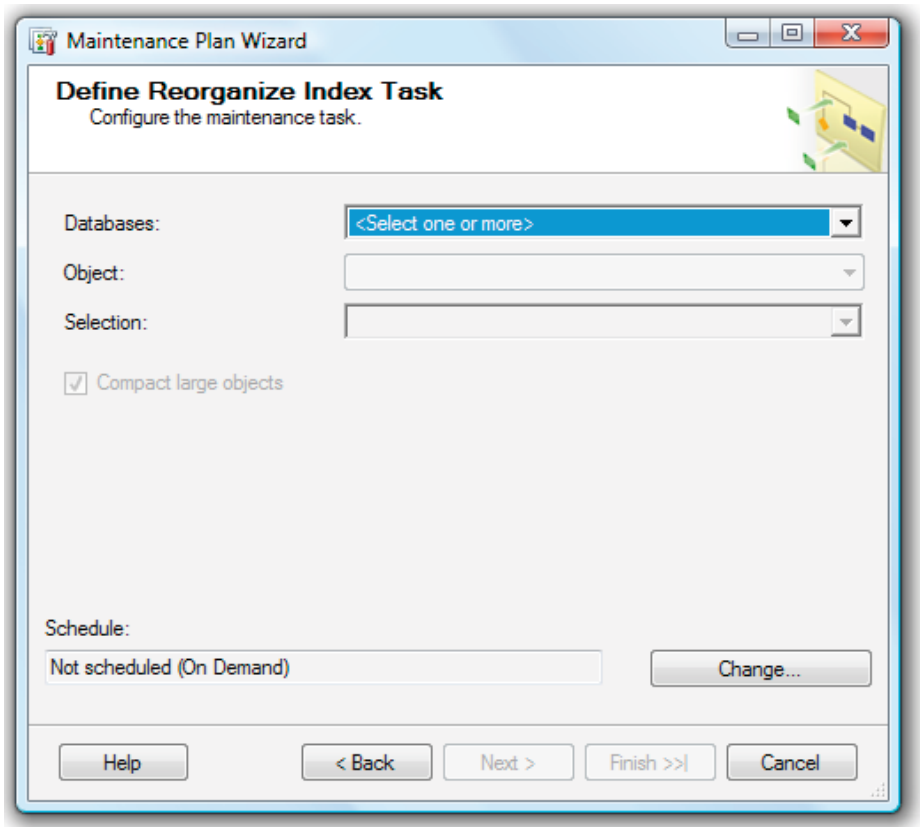 Maintenance Plan Wizard
Define Reorganize Index Task
Configure the maintenance task.
Databases: <Select one or more>
Object:
Selection:
Compact large objects
Schedule:
Not scheduled (On Demand) Change...
Help < Back Next > Finish >>| Cancel